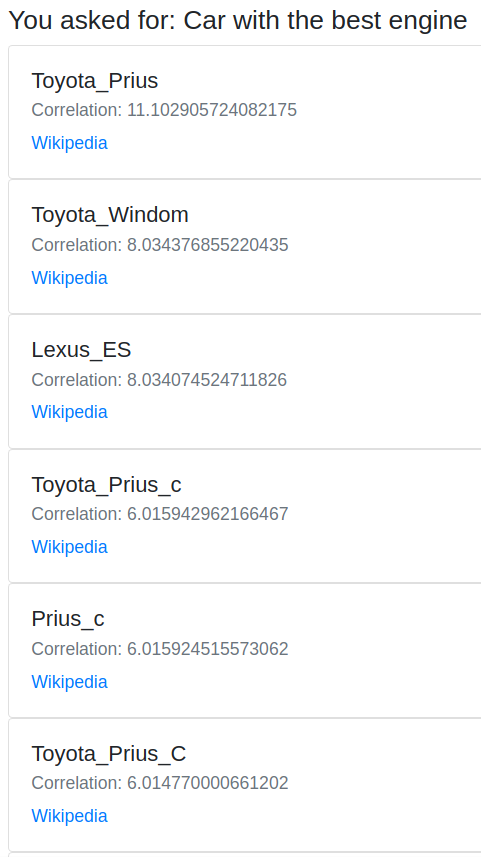 You asked for: Car with the best engine
Toyota_Prius
Correlation: 11.102905724082175
Wikipedia
Toyota_Windom
Correlation: 8.034376855220435
Wikipedia
Lexus_ES
Correlation: 8.034074524711826
Wikipedia
Toyota_Prius_c
Correlation: 6.015942962166467
Wikipedia
Prius_c
Correlation: 6.015924515573062
Wikipedia
Toyota_Prius_C
Correlation: 6.014770000661202
Wikipedia